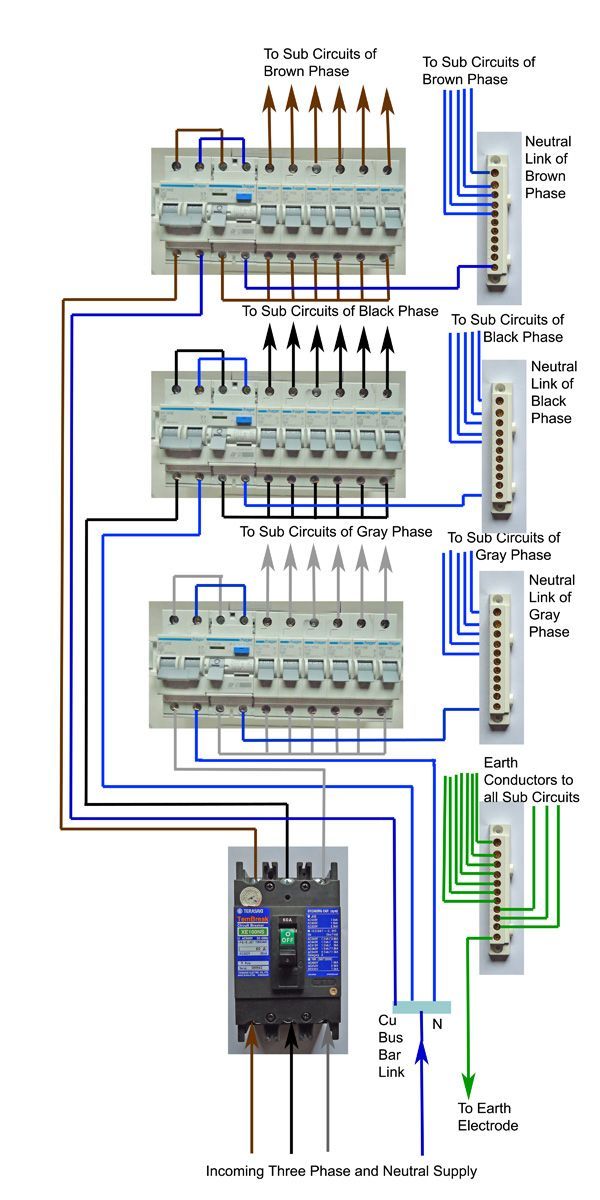 To Sub Circuits of
Brown Phase
To Sub Circuits of
Brown Phase
Neutral
Link of
Brown
Phase
To Sub Circuits of Black Phase
To Sub Circuits of
Black Phase
Neutral
Link of
Black
Phase
To Sub Circuits of Gray Phase
To Sub Circuits of
Gray Phase
Neutral
Link of
Gray
Phase
Earth
Conductors to
all Sub Circuits
TERASAKI
TemBreak
XE100NS
60A
OFF
Cu
Bus
Bar
Link
N
To Earth
Electrode
Incoming Three Phase and Neutral Supply